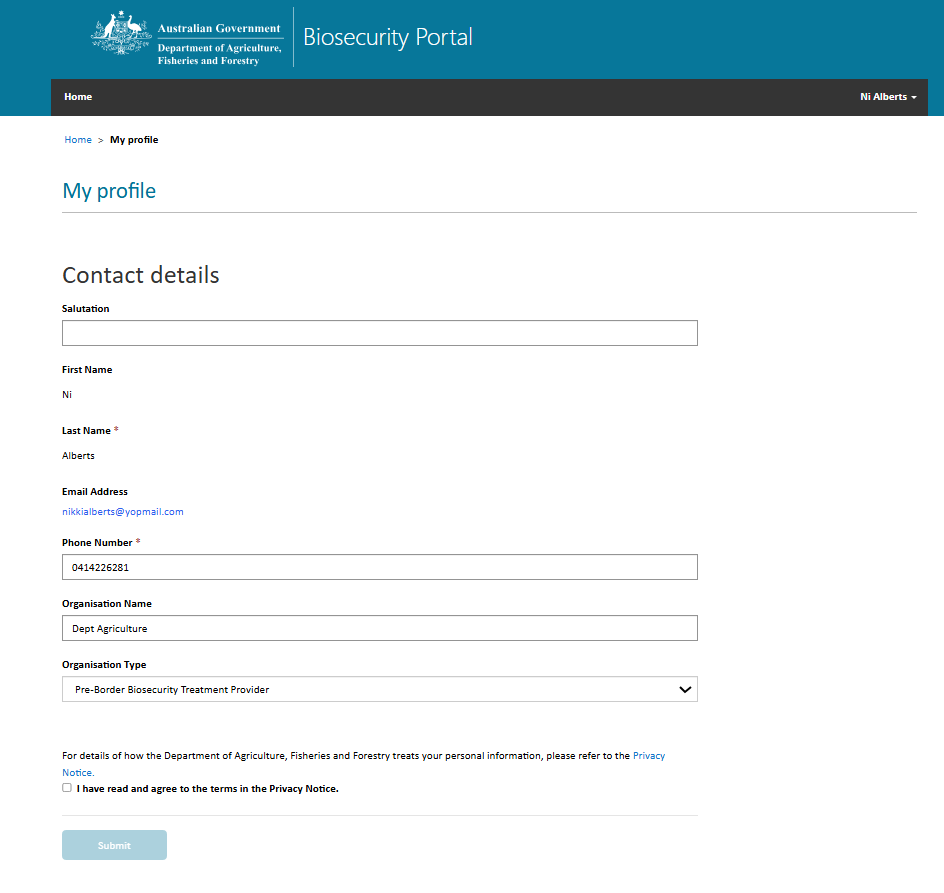 Australian Government
Department of Agriculture,
Fisheries and Forestry
Biosecurity Portal
Home
Ni Alberts
Home > My profile
My profile
Contact details
Salutation
First Name
Ni
Last Name *
Alberts
Email Address
nikkialberts@yopmail.com
Phone Number *
0414226281
Organisation Name
Dept Agriculture
Organisation Type
Pre-Border Biosecurity Treatment Provider
For details of how the Department of Agriculture, Fisheries and Forestry treats your personal information, please refer to the Privacy
Notice.
I have read and agree to the terms in the Privacy Notice.
Submit